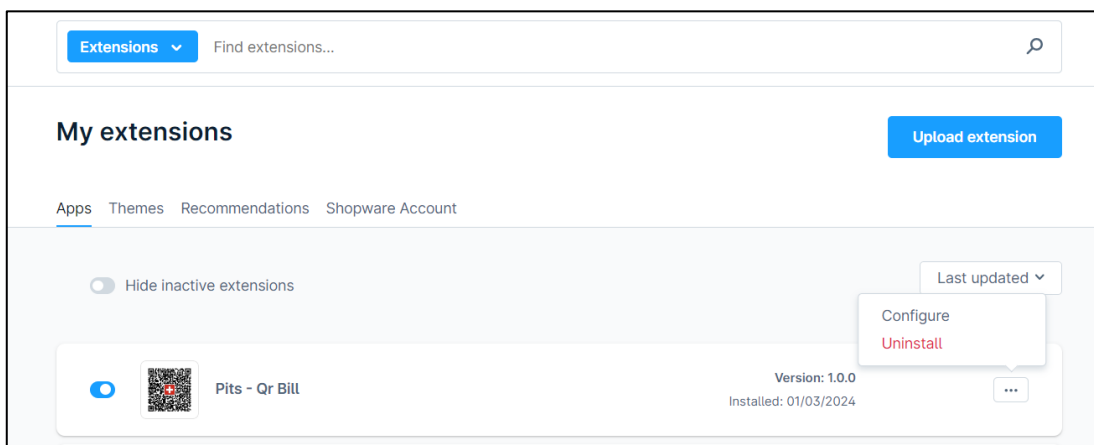 Extensions
Find extensions...
My extensions
Upload extension
Apps Themes Recommendations Shopware Account
Hide inactive extensions
Last updated
Configure
Uninstall
Pits - Qr Bill
Version: 1.0.0
Installed: 01/03/2024